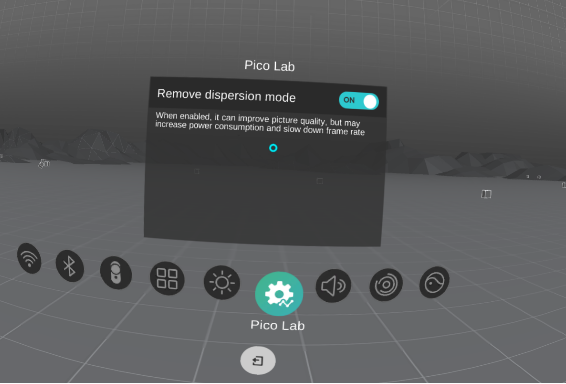 Pico Lab
Remove dispersion mode
ON
When enabled, it can improve picture quality, but may
increase power consumption and slow down frame rate
Pico Lab